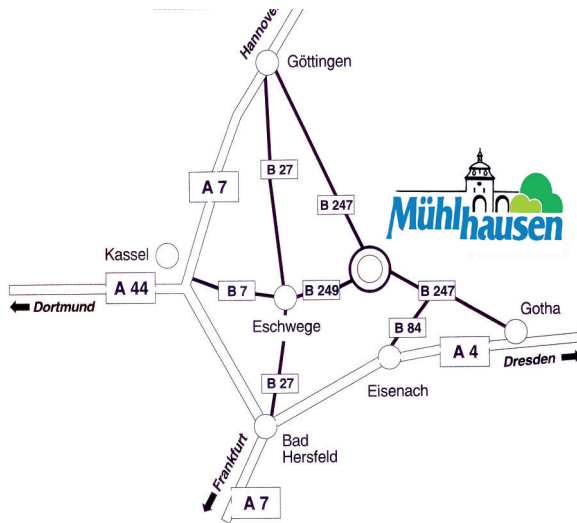 Hannover
Göttingen
B 27
A 7
B 247
Mühlhausen
Kassel
A 44
B 7
B 249
B 247
Dortmund
Eschwege
Gotha
B 84
A 4
Dresden
B 27
Eisenach
Bad
Hersfeld
Frankfurt
A 7